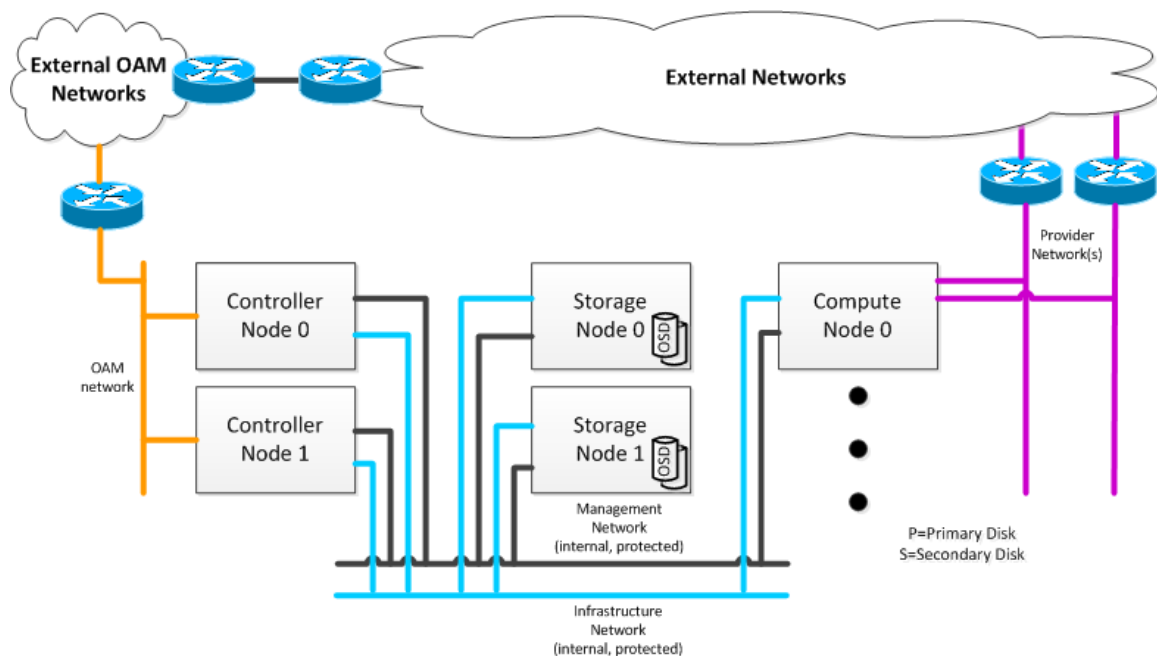 External OAM
Networks
External Networks
Provider
Network(s)
Controller
Node 0
Storage
Node 0
OSD
Compute
Node 0
OAM
network
Controller
Node 1
Storage
Node 1
OSD
Management
Network
(internal, protected)
P=Primary Disk
S=Secondary Disk
Infrastructure
Network
(internal, protected)